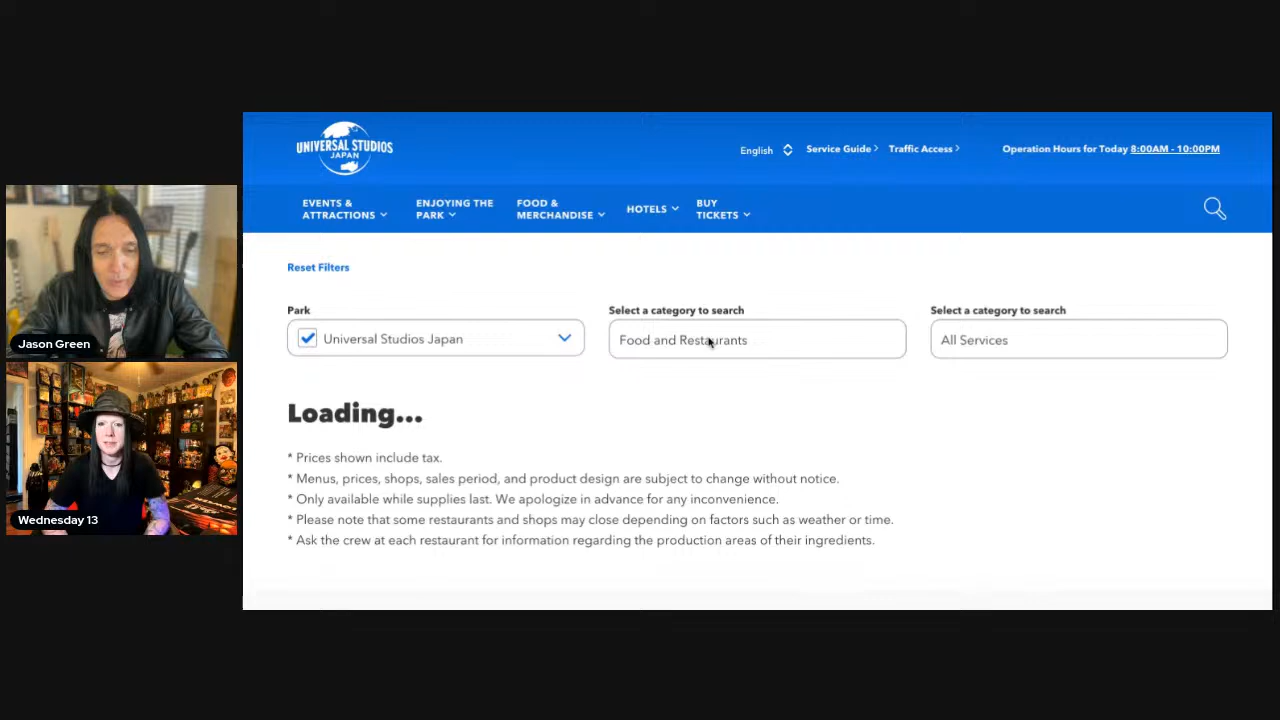 UNIVERSAL STUDIOS
JAPAN
English
Service Guide
Traffic Access
Operation Hours for Today 8:00AM - 10:00PM
EVENTS &
ATTRACTIONS
ENJOYING THE
PARK
FOOD &
MERCHANDISE
HOTELS
BUY
TICKETS
Reset Filters
Park
Universal Studios Japan
Select a category to search
Food and Restaurants
Select a category to search
All Services
Loading...
* Prices shown include tax.
* Menus, prices, shops, sales period, and product design are subject to change without notice.
* Only available while supplies last. We apologize in advance for any inconvenience.
* Please note that some restaurants and shops may close depending on factors such as weather or time.
* Ask the crew at each restaurant for information regarding the production areas of their ingredients.
Jason Green
Wednesday 13